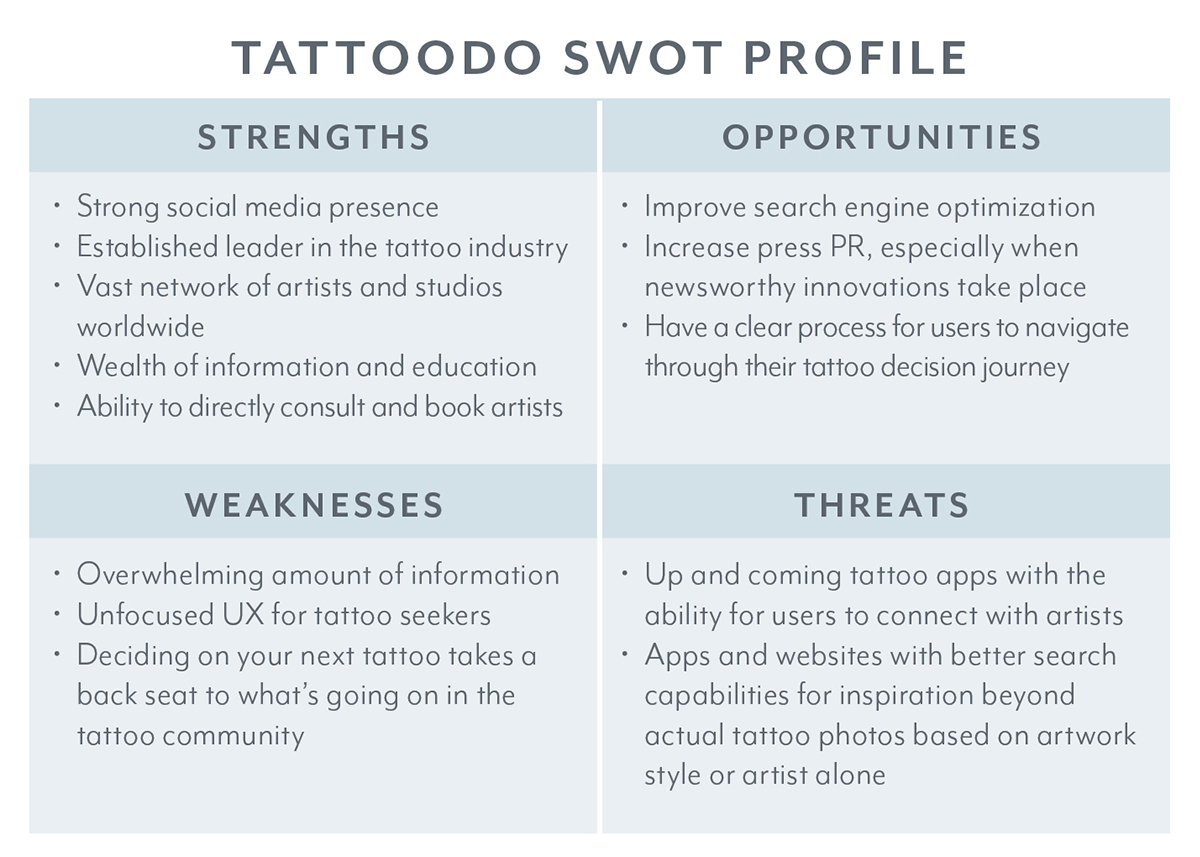 TATTOODO SWOT PROFILE
STRENGTHS
• Strong social media presence
• Established leader in the tattoo industry
• Vast network of artists and studios
worldwide
• Wealth of information and education
• Ability to directly consult and book artists
OPPORTUNITIES
• Improve search engine optimization
• Increase press PR, especially when
newsworthy innovations take place
• Have a clear process for users to navigate
through their tattoo decision journey
WEAKNESSES
• Overwhelming amount of information
• Unfocused UX for tattoo seekers
• Deciding on your next tattoo takes a
back seat to what's going on in the
tattoo community
THREATS
• Up and coming tattoo apps with the
ability for users to connect with artists
• Apps and websites with better search
capabilities for inspiration beyond
actual tattoo photos based on artwork
style or artist alone